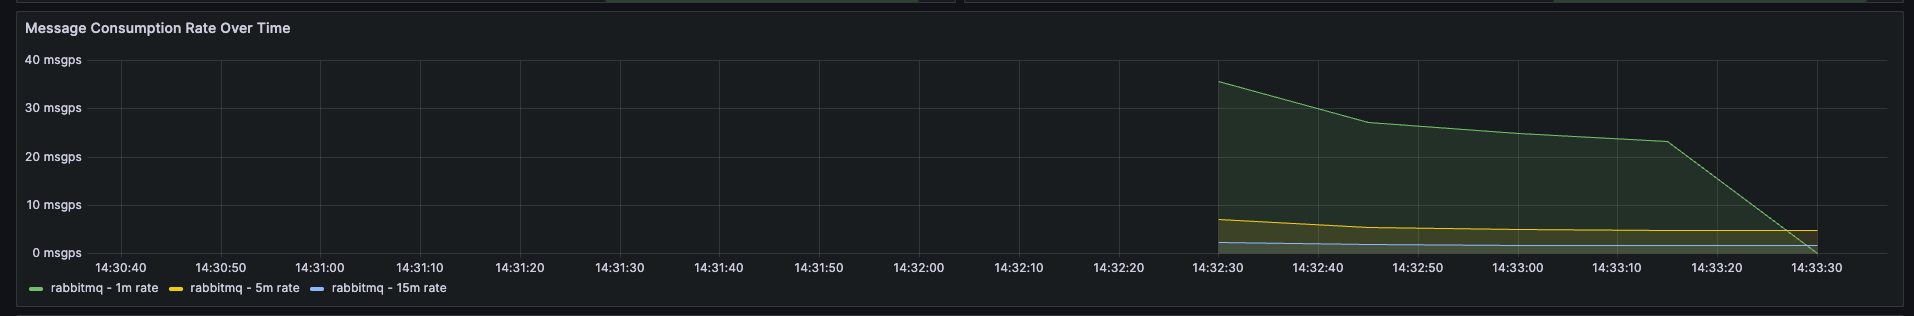 Message Consumption Rate Over Time
40 msgps
30 msgps
20 msgps
10 msgps
0 msgps
14:30:40 14:30:50 14:31:00 14:31:10 14:31:20 14:31:30 14:31:40 14:31:50 14:32:00 14:32:10 14:32:20 14:32:30 14:32:40 14:32:50 14:33:00 14:33:10 14:33:20 14:33:30
rabbitmq - 1m rate rabbitmq - 5m rate rabbitmq - 15m rate